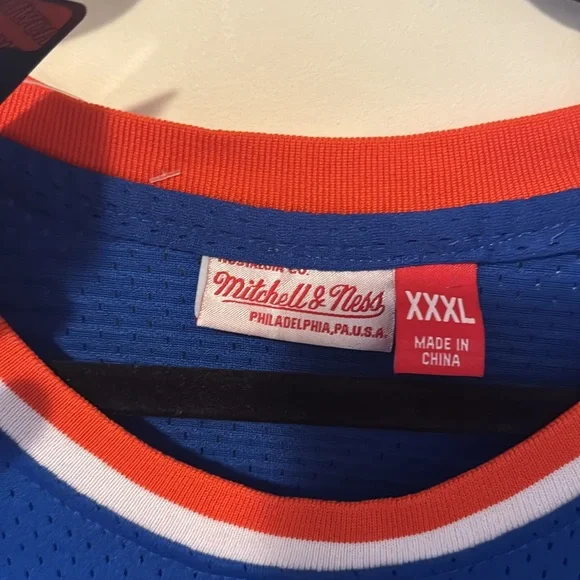 NOSTALGIA CO.
Mitchell & Ness
PHILADELPHIA, PA. U.S.A.
XXXL
MADE IN
CHINA